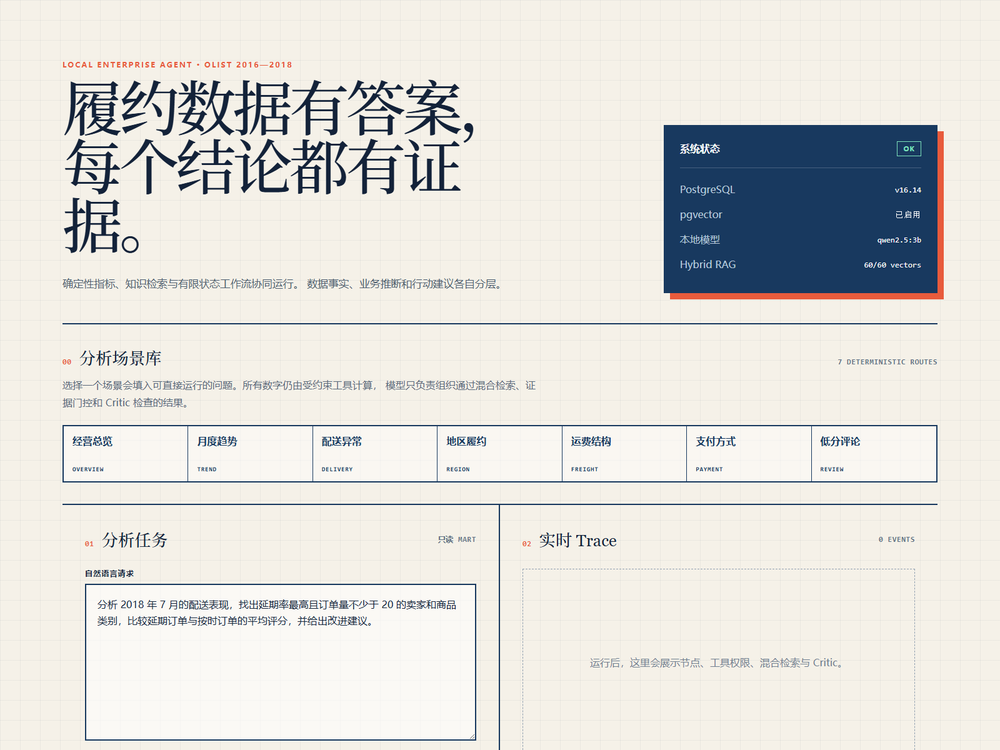 LOCAL ENTERPRISE AGENT • OLIST 2016—2018
履约数据有答案，
每个结论都有证
据。
确定性指标、知识检索与有限状态工作流协同运行。 数据事实、业务推断和行动建议各自分层。
系统状态
OK
PostgreSQL
v16.14
pgvector
已启用
本地模型
qwen2.5:3b
Hybrid RAG
60/60 vectors
00 分析场景库
7 DETERMINISTIC ROUTES
选择一个场景会填入可直接运行的问题。所有数字仍由受约束工具计算， 模型只负责组织通过混合检索、证
据门控和 Critic 检查的结果。
经营总览
OVERVIEW
月度趋势
TREND
配送异常
DELIVERY
地区履约
REGION
运费结构
FREIGHT
支付方式
PAYMENT
低分评论
REVIEW
01 分析任务
只读 MART
自然语言请求
分析 2018 年 7 月的配送表现，找出延期率最高且订单量不少于 20 的卖家和商品
类别，比较延期订单与按时订单的平均评分，并给出改进建议。
02 实时 Trace
0 EVENTS
运行后，这里会展示节点、工具权限、混合检索与 Critic。